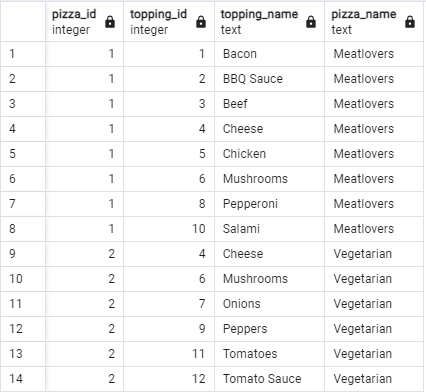 pizza_id topping_id topping_name pizza_name
integer integer text text
1 1 1 Bacon Meatlovers
2 1 2 BBQ Sauce Meatlovers
3 1 3 Beef Meatlovers
4 1 4 Cheese Meatlovers
5 1 5 Chicken Meatlovers
6 1 6 Mushrooms Meatlovers
7 1 8 Pepperoni Meatlovers
8 1 10 Salami Meatlovers
9 2 4 Cheese Vegetarian
10 2 6 Mushrooms Vegetarian
11 2 7 Onions Vegetarian
12 2 9 Peppers Vegetarian
13 2 11 Tomatoes Vegetarian
14 2 12 Tomato Sauce Vegetarian